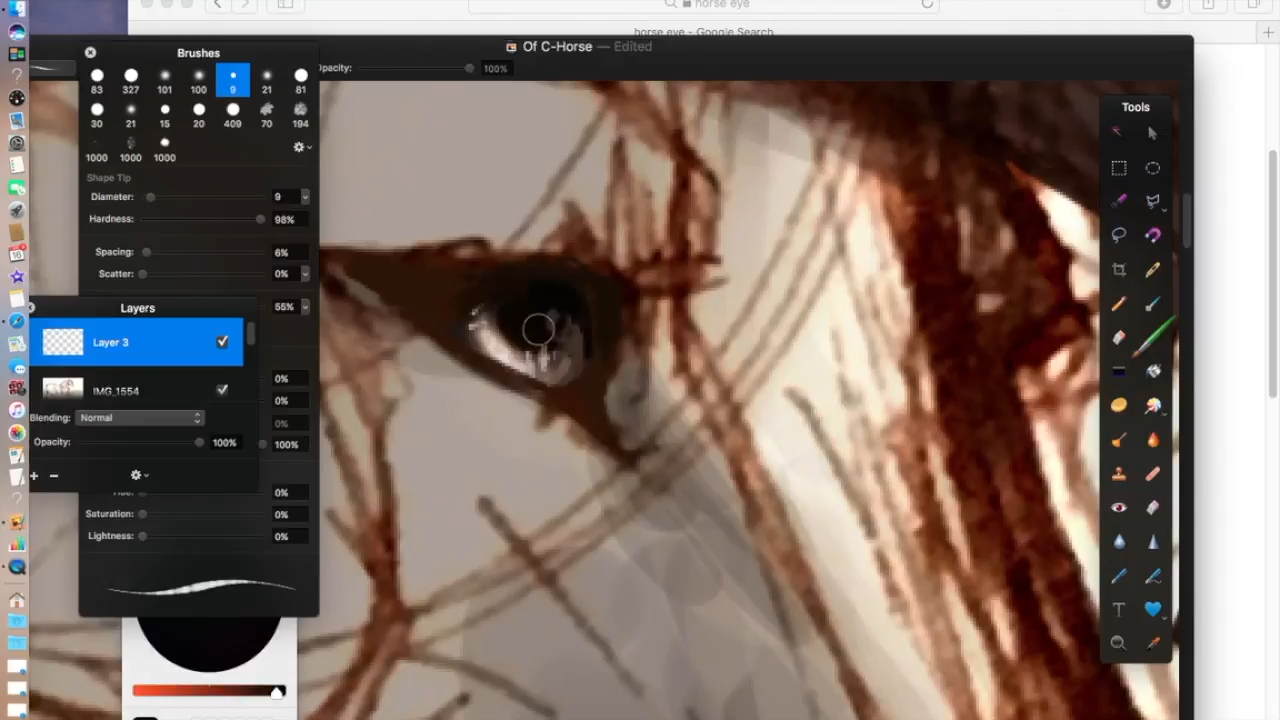 horse eye
horse eye - Google Search
Of C-Horse — Edited
Brushes
Opacity: 100%
83 327 101 100 9 21 81
30 21 15 20 409 70 194
1000 1000 1000
Shape Tip
Diameter: 9
Hardness: 98%
Spacing: 6%
Scatter: 0%
55%
Layers
Layer 3
IMG_1554
0%
0%
Blending: Normal
0%
Opacity: 100%
100%
0%
Saturation: 0%
Lightness: 0%
Tools
16